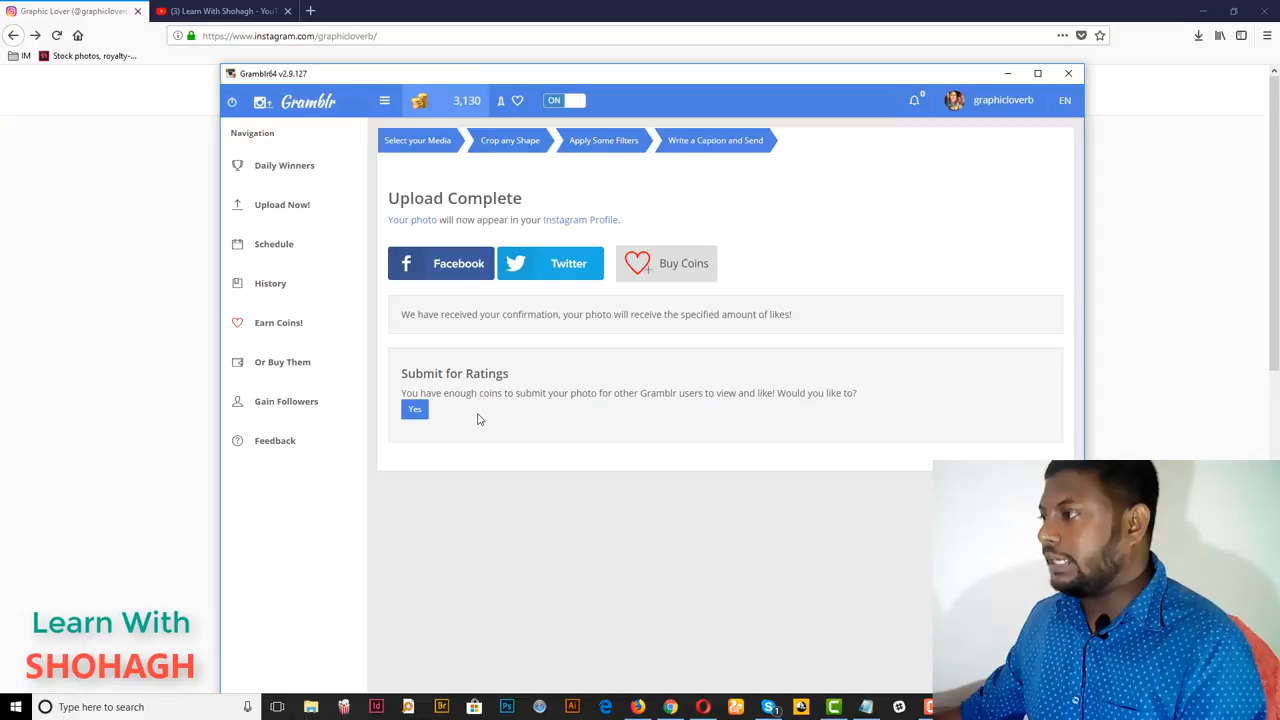 Graphic Lover (@graphicloverb
(3) Learn With Shohagh - YouT
https://www.instagram.com/graphicloverb/
IM
Stock photos, royalty-...
Gramblr64 v2.9.127
Gramblr
3,130
ON
0
graphicloverb
EN
Navigation
Daily Winners
Upload Now!
Schedule
History
Earn Coins!
Or Buy Them
Gain Followers
Feedback
Select your Media
Crop any Shape
Apply Some Filters
Write a Caption and Send
Upload Complete
Your photo will now appear in your Instagram Profile.
f Facebook
Twitter
Buy Coins
We have received your confirmation, your photo will receive the specified amount of likes!
Submit for Ratings
You have enough coins to submit your photo for other Gramblr users to view and like! Would you like to?
Yes
Learn With
SHOHAGH
Type here to search
Id
Br
Ps
Ai
1